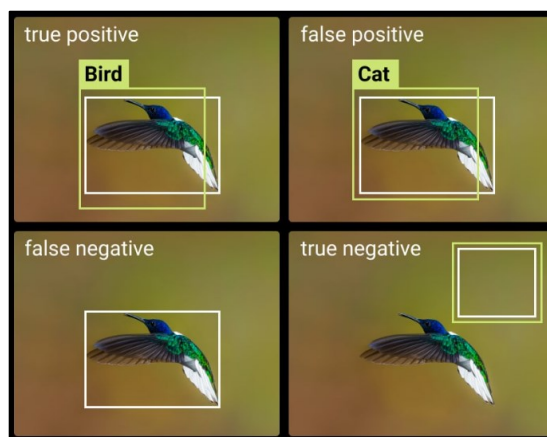 true positive
Bird
false positive
Cat
false negative
true negative